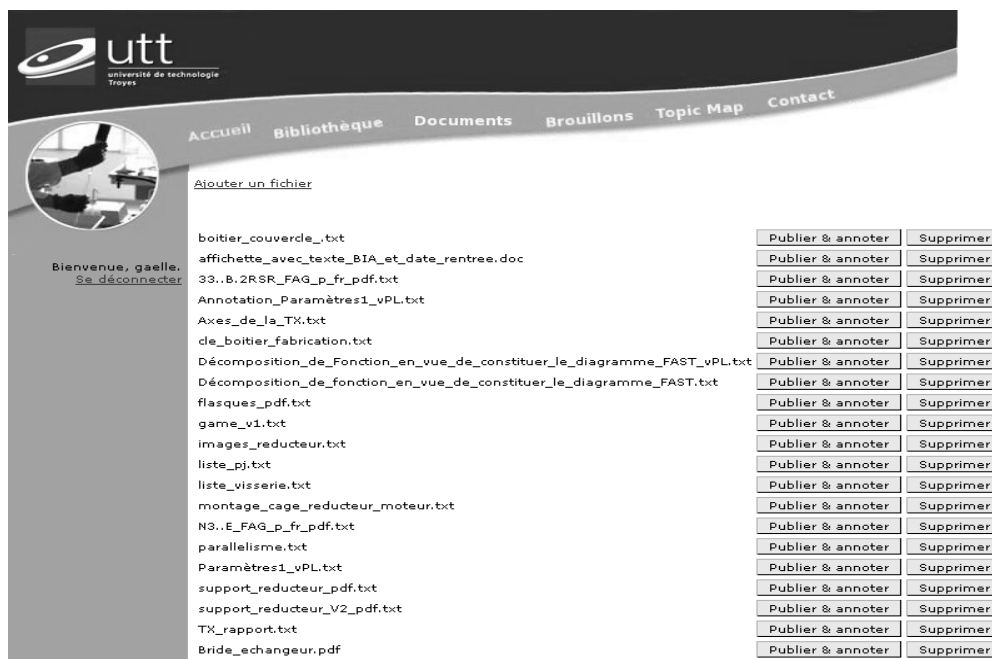 utt
université de technologie
Troyes
Accueil Bibliothèque Documents Brouillons Topic Map Contact
Ajouter un fichier
Bienvenue, gaelle.
Se déconnecter
boitier_couvercle_.txt Publier & annoter Supprimer
affichette_avec_texte_BIA_et_date_rentree.doc Publier & annoter Supprimer
33..B.2RSR_FAG_p_fr_pdf.txt Publier & annoter Supprimer
Annotation_Paramètres1_vPL.txt Publier & annoter Supprimer
Axes_de_la_TX.txt Publier & annoter Supprimer
cle_boitier_fabrication.txt Publier & annoter Supprimer
Décomposition_de_Fonction_en_vue_de_constituer_le_diagramme_FAST_vPL.txt Publier & annoter Supprimer
Décomposition_de_fonction_en_vue_de_constituer_le_diagramme_FAST.txt Publier & annoter Supprimer
flasques_pdf.txt Publier & annoter Supprimer
game_v1.txt Publier & annoter Supprimer
images_reducteur.txt Publier & annoter Supprimer
liste_pj.txt Publier & annoter Supprimer
liste_visserie.txt Publier & annoter Supprimer
montage_cage_reducteur_moteur.txt Publier & annoter Supprimer
N3..E_FAG_p_fr_pdf.txt Publier & annoter Supprimer
parallelisme.txt Publier & annoter Supprimer
Paramètres1_vPL.txt Publier & annoter Supprimer
support_reducteur_pdf.txt Publier & annoter Supprimer
support_reducteur_V2_pdf.txt Publier & annoter Supprimer
TX_rapport.txt Publier & annoter Supprimer
Bride_echangeur.pdf Publier & annoter Supprimer